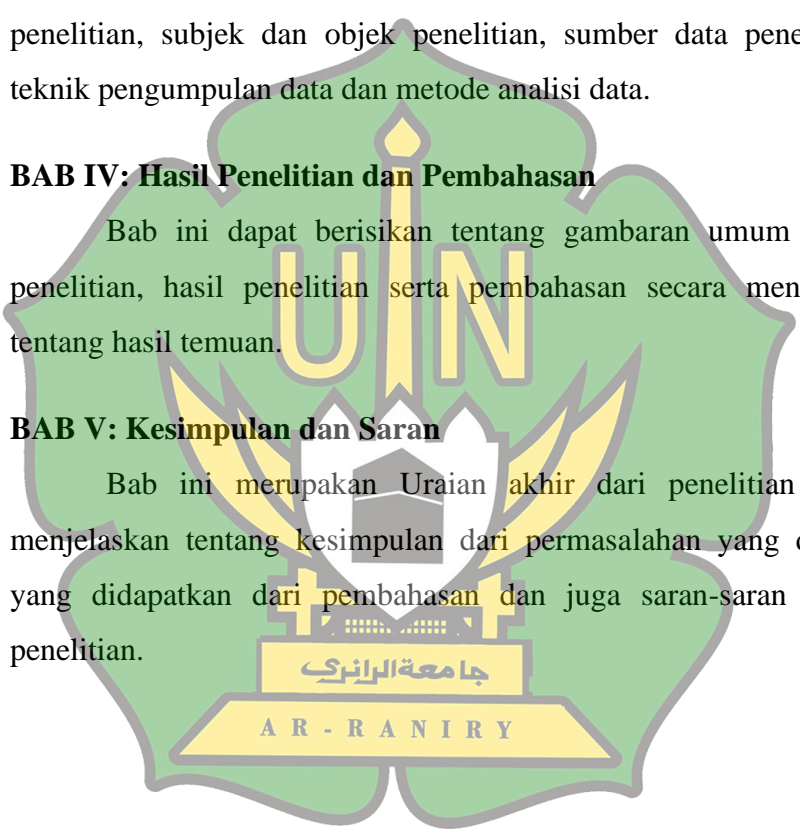 penelitian, subjek dan objek penelitian, sumber data pene
teknik pengumpulan data dan metode analisi data.
BAB IV: Hasil Penelitian dan Pembahasan
Bab ini dapat berisikan tentang gambaran umum
penelitian, hasil penelitian serta pembahasan secara men
tentang hasil temuan.
BAB V: Kesimpulan dan Saran
Bab ini merupakan Uraian akhir dari penelitian
menjelaskan tentang kesimpulan dari permasalahan yang d
yang didapatkan dari pembahasan dan juga saran-saran
penelitian.
UIN
جامعةالرانري
AR-RANIRY